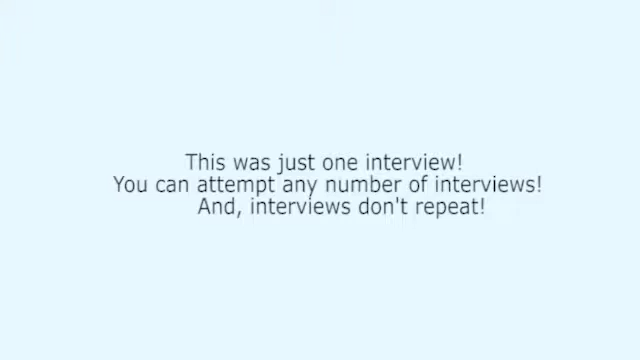 This was just one interview!
You can attempt any number of interviews!
And, interviews don't repeat!